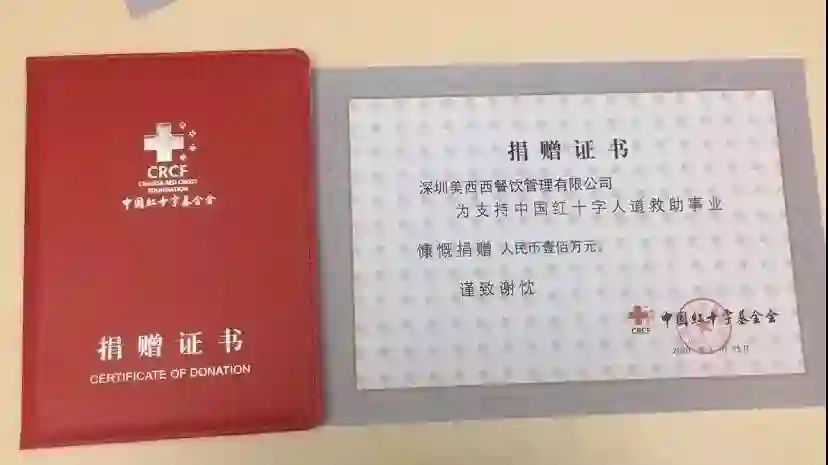 CRCF
CHINESE RED CROSS
FOUNDATION
中国红十字基金会
捐赠证书
CERTIFICATE OF DONATION
捐赠证书
深圳美西西餐饮管理有限公司
为支持中国红十字人道救助事业
慷慨捐赠 人民币壹佰万元。
谨致谢忱
CRCF
中国红十字基金会